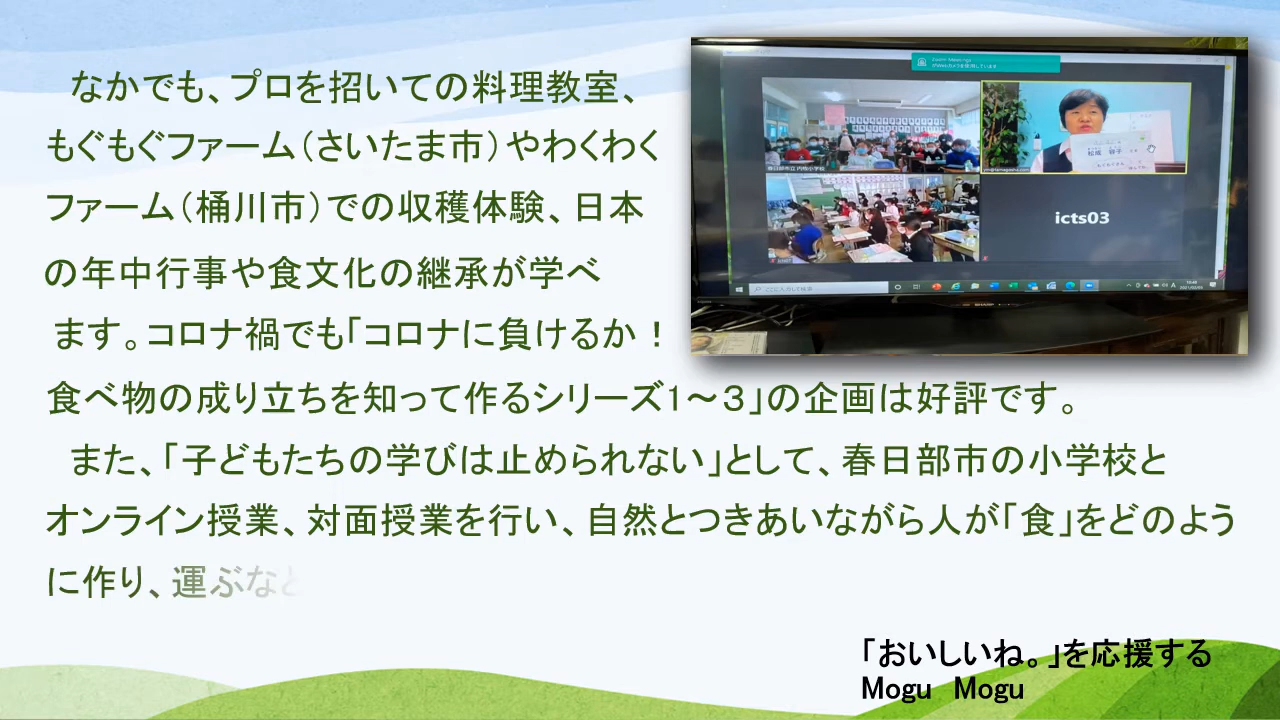 なかでも、プロを招いての料理教室、
もぐもぐファーム（さいたま市）やわくわく
ファーム（桶川市）での収穫体験、日本
の年中行事や食文化の継承が学べ
ます。コロナ禍でも「コロナに負けるか！
食べ物の成り立ちを知って作るシリーズ1～３」の企画は好評です。
また、「子どもたちの学びは止められない」として、春日部市の小学校と
オンライン授業、対面授業を行い、自然とつきあいながら人が「食」をどのよう
に作り、運ぶなど
icts03
「おいしいね。」を応援する
Mogu Mogu